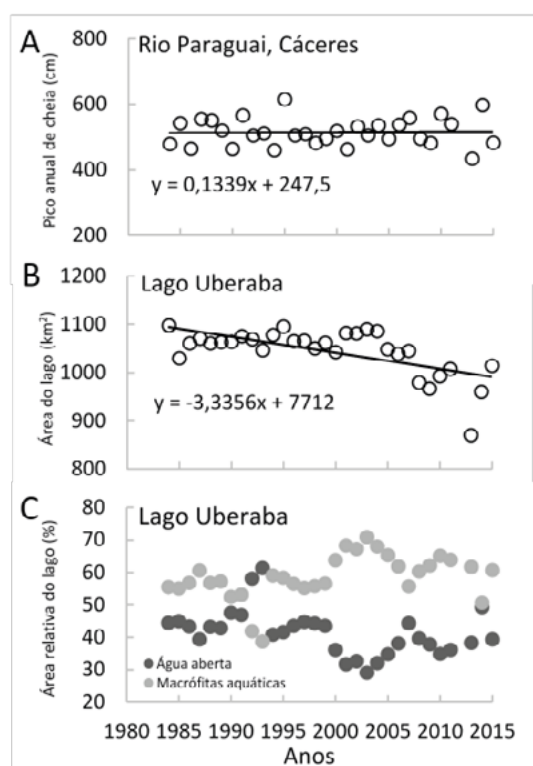 A
Rio Paraguai, Cáceres
Pico anual de cheia (cm)
800
600
400
200
y = 0,1339x + 247,5
B
Lago Uberaba
Área do lago (km²)
1200
1100
1000
900
800
y = -3,3356x + 7712
C
Lago Uberaba
Área relativa do lago (%)
80
70
60
50
40
30
20
Água aberta
Macrófitas aquáticas
1980 1985 1990 1995 2000 2005 2010 2015
Anos